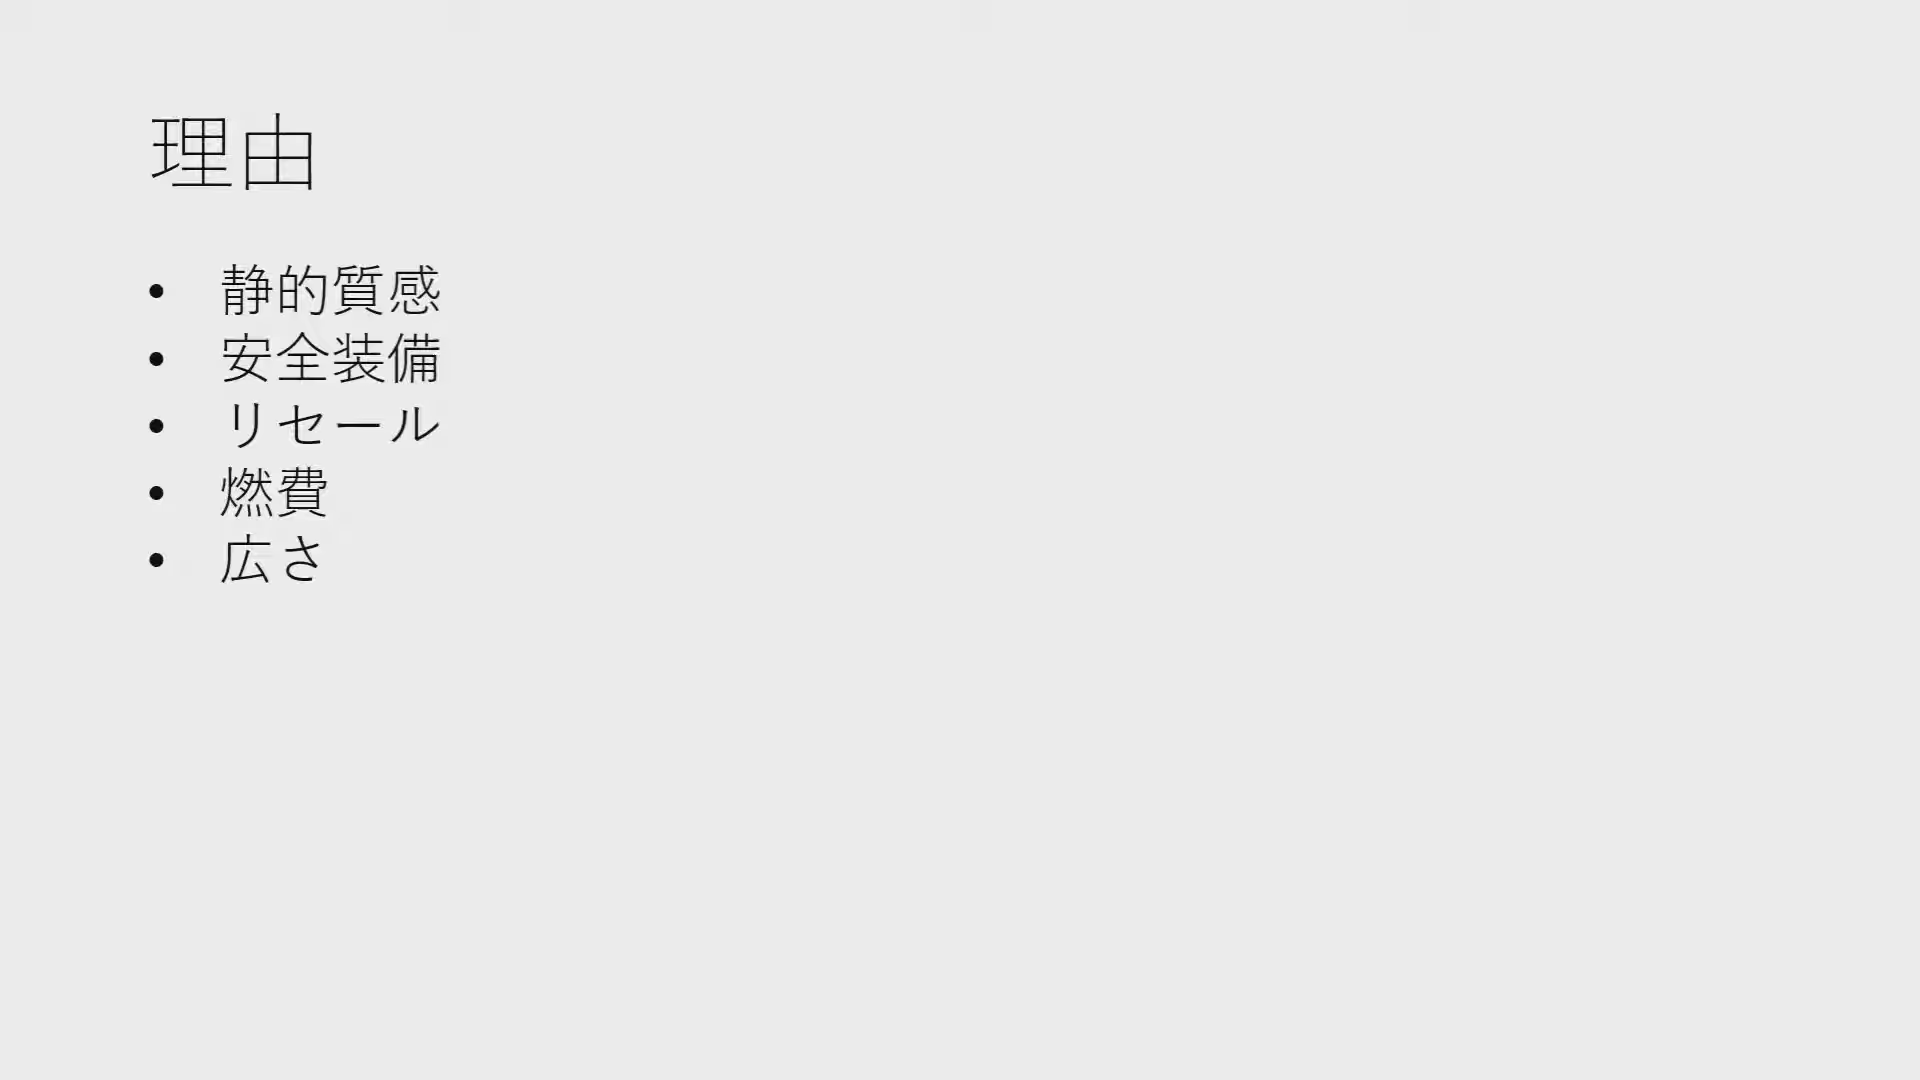 理由
• 静的質感
• 安全装備
• リセール
• 燃費
• 広さ